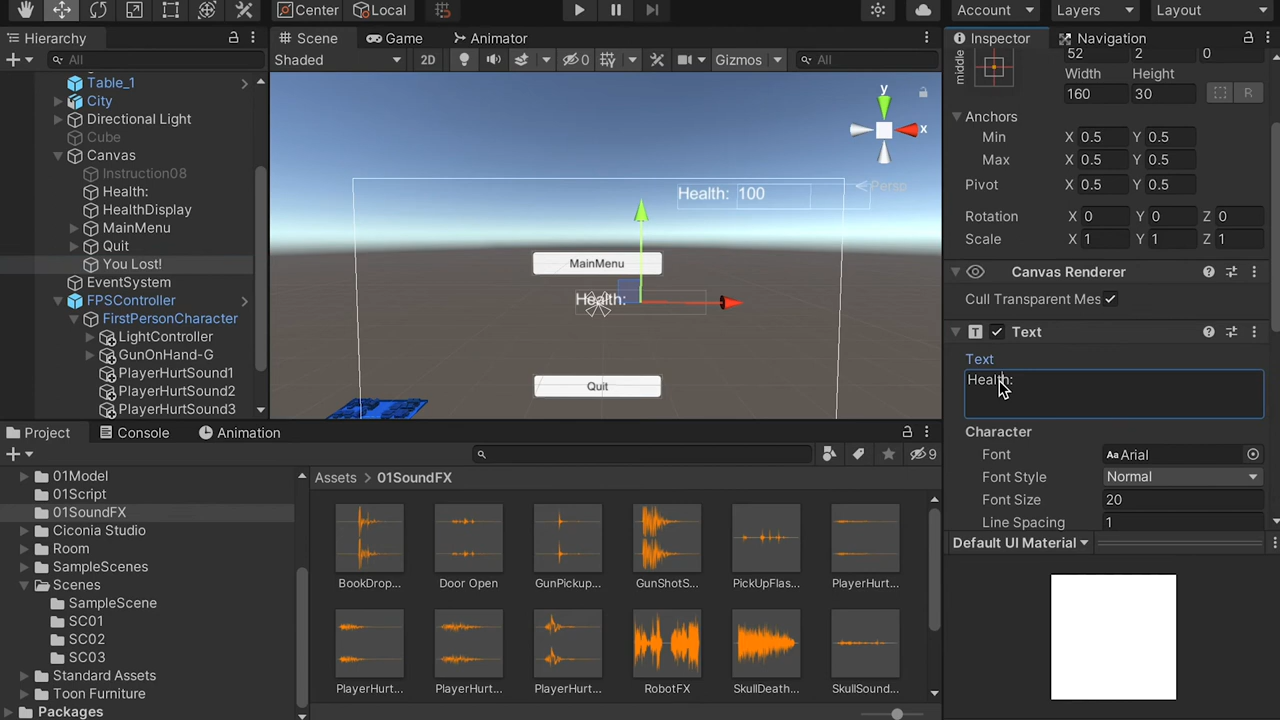 Center
Local
Account
Layers
Layout
Hierarchy
All
Table_1
City
Directional Light
Cube
Canvas
Instruction08
Health:
HealthDisplay
MainMenu
Quit
You Lost!
EventSystem
FPSController
FirstPersonCharacter
LightController
GunOnHand-G
PlayerHurtSound1
PlayerHurtSound2
PlayerHurtSound3
Scene
Game
Animator
Shaded
2D
0
Gizmos
All
y
x
Persp
Health: 100
MainMenu
Health:
Quit
Inspector
Navigation
middle
52 2 0
Width Height
160 30
R
Anchors
Min X 0.5 Y 0.5
Max X 0.5 Y 0.5
Pivot X 0.5 Y 0.5
Rotation X 0 Y 0 Z 0
Scale X 1 Y 1 Z 1
Canvas Renderer
Cull Transparent Mes
T Text
Text
Health:
Character
Font Aa Arial
Font Style Normal
Font Size 20
Line Spacing 1
Default UI Material
Project
Console
Animation
9
01Model
01Script
01SoundFX
Ciconia Studio
Room
SampleScenes
Scenes
SampleScene
SC01
SC02
SC03
Standard Assets
Toon Furniture
Packages
Assets > 01SoundFX
BookDrop... Door Open GunPickup... GunShotS... PickUpFlas... PlayerHurt...
PlayerHurt... PlayerHurt... PlayerHurt... RobotFX SkullDeath... SkullSound...